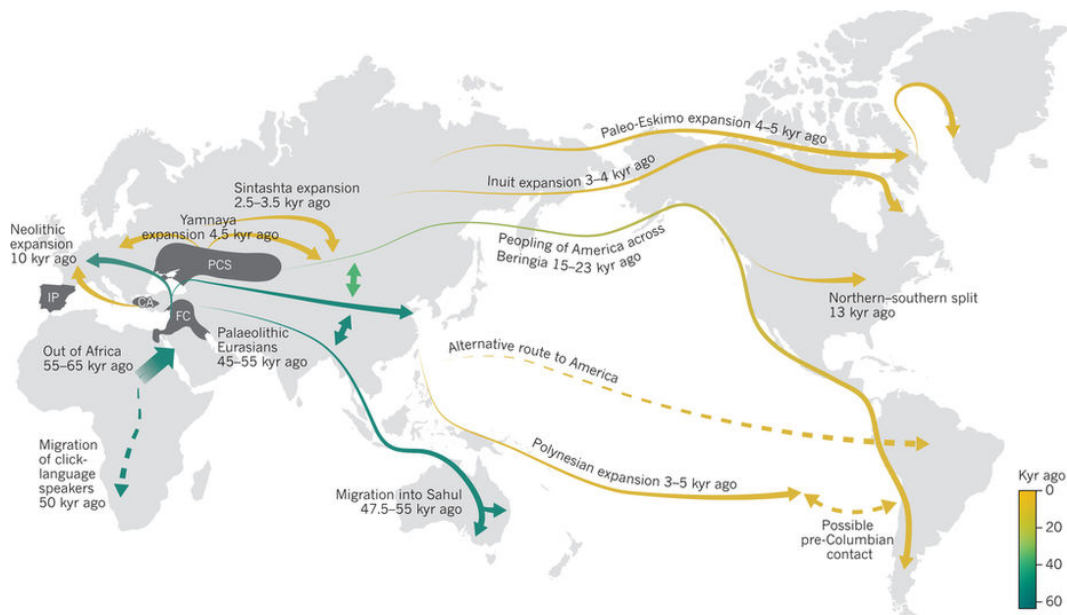 Paleo-Eskimo expansion 4–5 kyr ago
Inuit expansion 3–4 kyr ago
Sintashta expansion
2.5–3.5 kyr ago
Yamnaya
expansion 4.5 kyr ago
Neolithic
expansion
10 kyr ago
PCS
IP
CA
FC
Peopling of America across
Beringia 15–23 kyr ago
Northern–southern split
13 kyr ago
Out of Africa
55–65 kyr ago
Palaeolithic
Eurasians
45–55 kyr ago
Alternative route to America
Migration
of click-
language
speakers
50 kyr ago
Migration into Sahul
47.5–55 kyr ago
Polynesian expansion 3–5 kyr ago
Possible
pre-Columbian
contact
Kyr ago
0
20
40
60